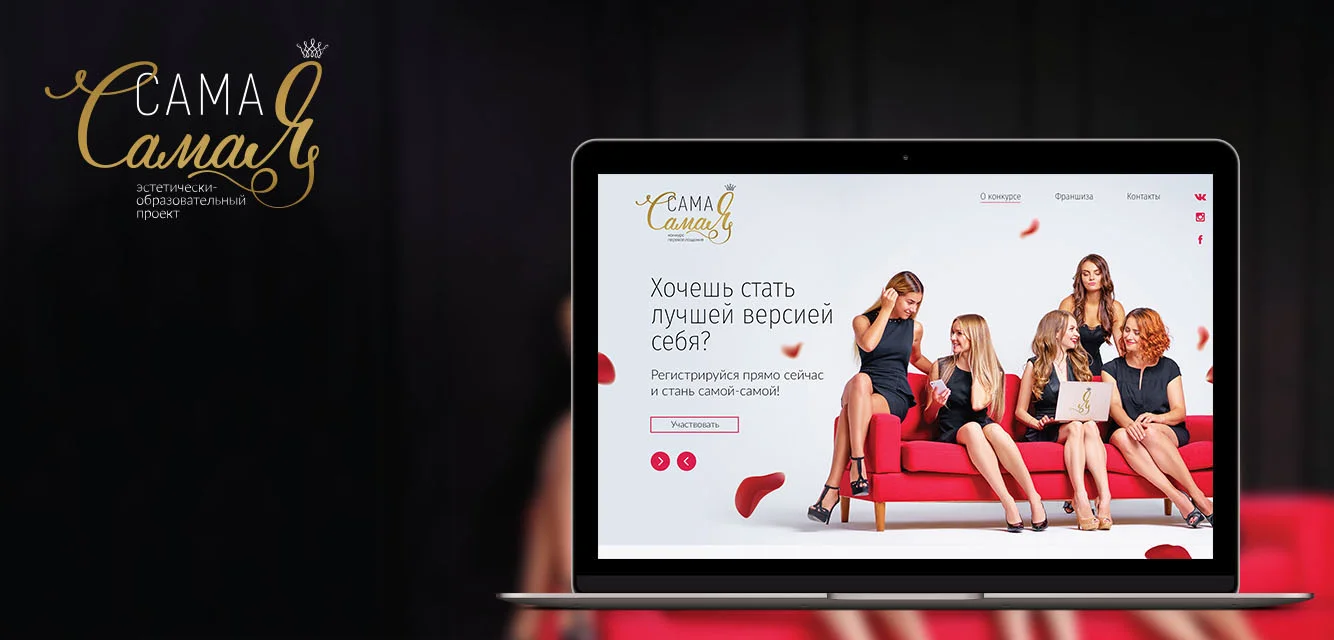 САМА Я
СамаЯ
эстетически-
образовательный
проект
САМА Я
СамаЯ
конкурс
перевоплощения
О конкурсе
Франшиза
Контакты
Хочешь стать
лучшей версией
себя?
Регистрируйся прямо сейчас
и стань самой-самой!
Участвовать